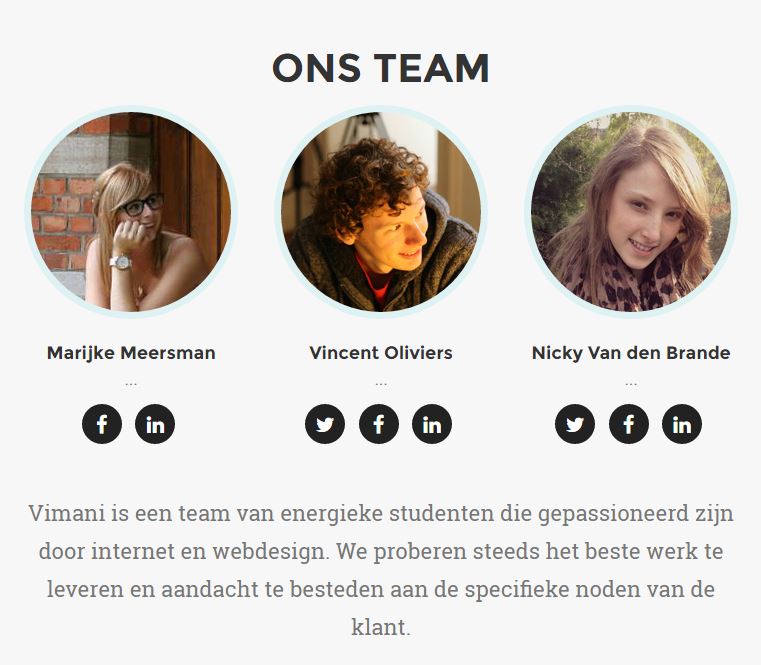 ONS TEAM
Marijke Meersman
Vincent Oliviers
Nicky Van den Brande
...
...
...
Vimani is een team van energieke studenten die gepassioneerd zijn
door internet en webdesign. We proberen steeds het beste werk te
leveren en aandacht te besteden aan de specifieke noden van de
klant.